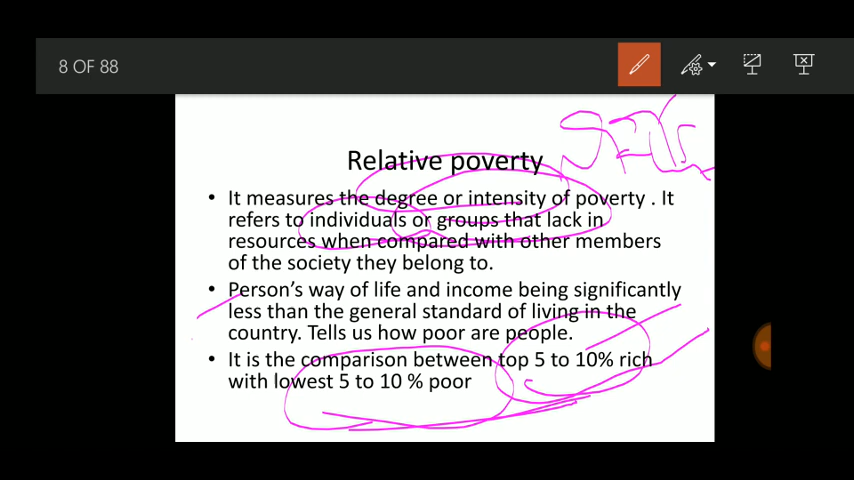 8 OF 88
Relative poverty
• It measures the degree or intensity of poverty . It
refers to individuals or groups that lack in
resources when compared with other members
of the society they belong to.
• Person's way of life and income being significantly
less than the general standard of living in the
country. Tells us how poor are people.
• It is the comparison between top 5 to 10% rich
with lowest 5 to 10 % poor